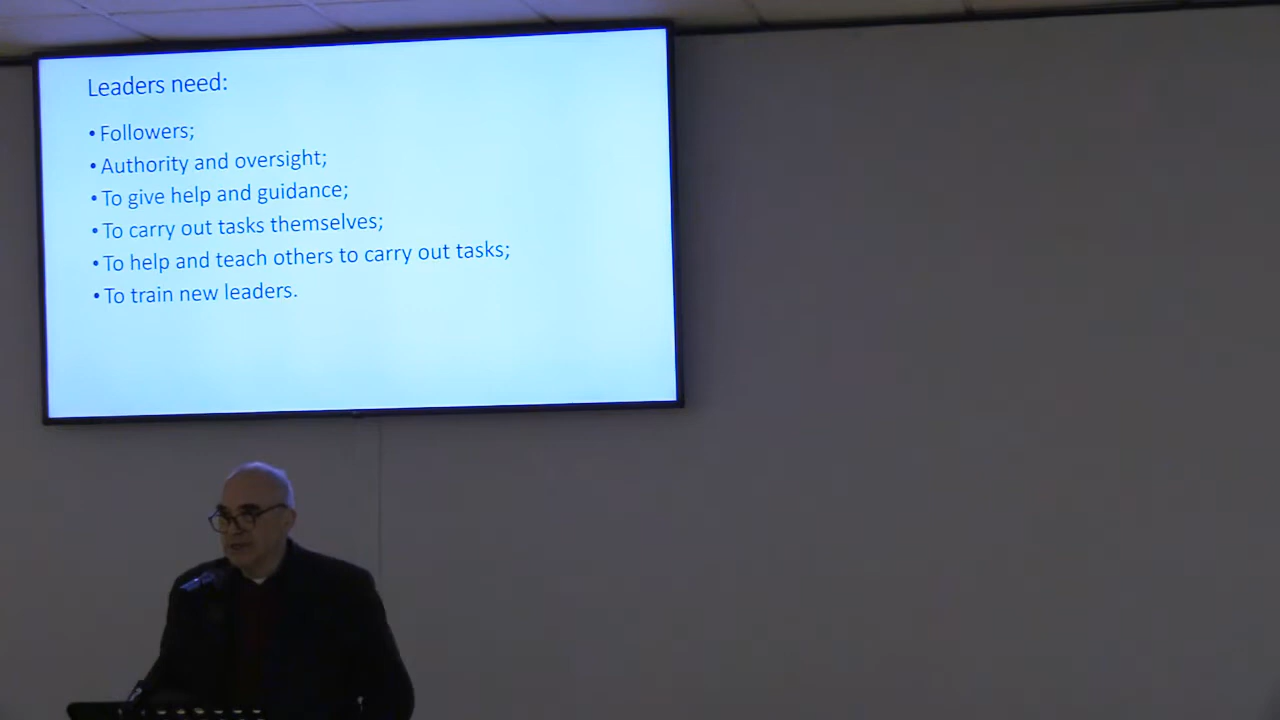 Leaders need:
• Followers;
• Authority and oversight;
• To give help and guidance;
• To carry out tasks themselves;
• To help and teach others to carry out tasks;
• To train new leaders.